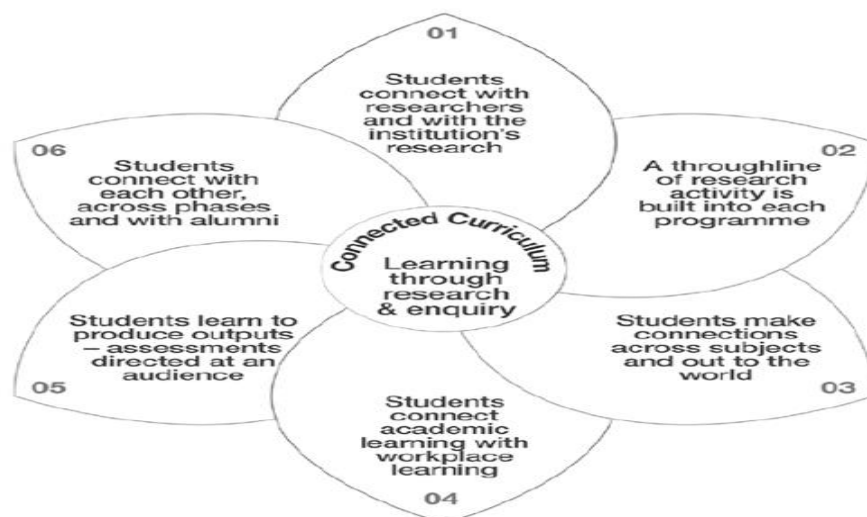 01
Students
connect with
researchers
and with the
institution's
research
02
A throughline
of research
activity is
built into each
programme
03
Students make
connections
across subjects
and out to the
world
04
Students
connect
academic
learning with
workplace
learning
05
Students learn to
produce outputs
– assessments
directed at an
audience
06
Students
connect with
each other,
across phases
and with alumni
Connected Curriculum
Learning
through
research
& enquiry